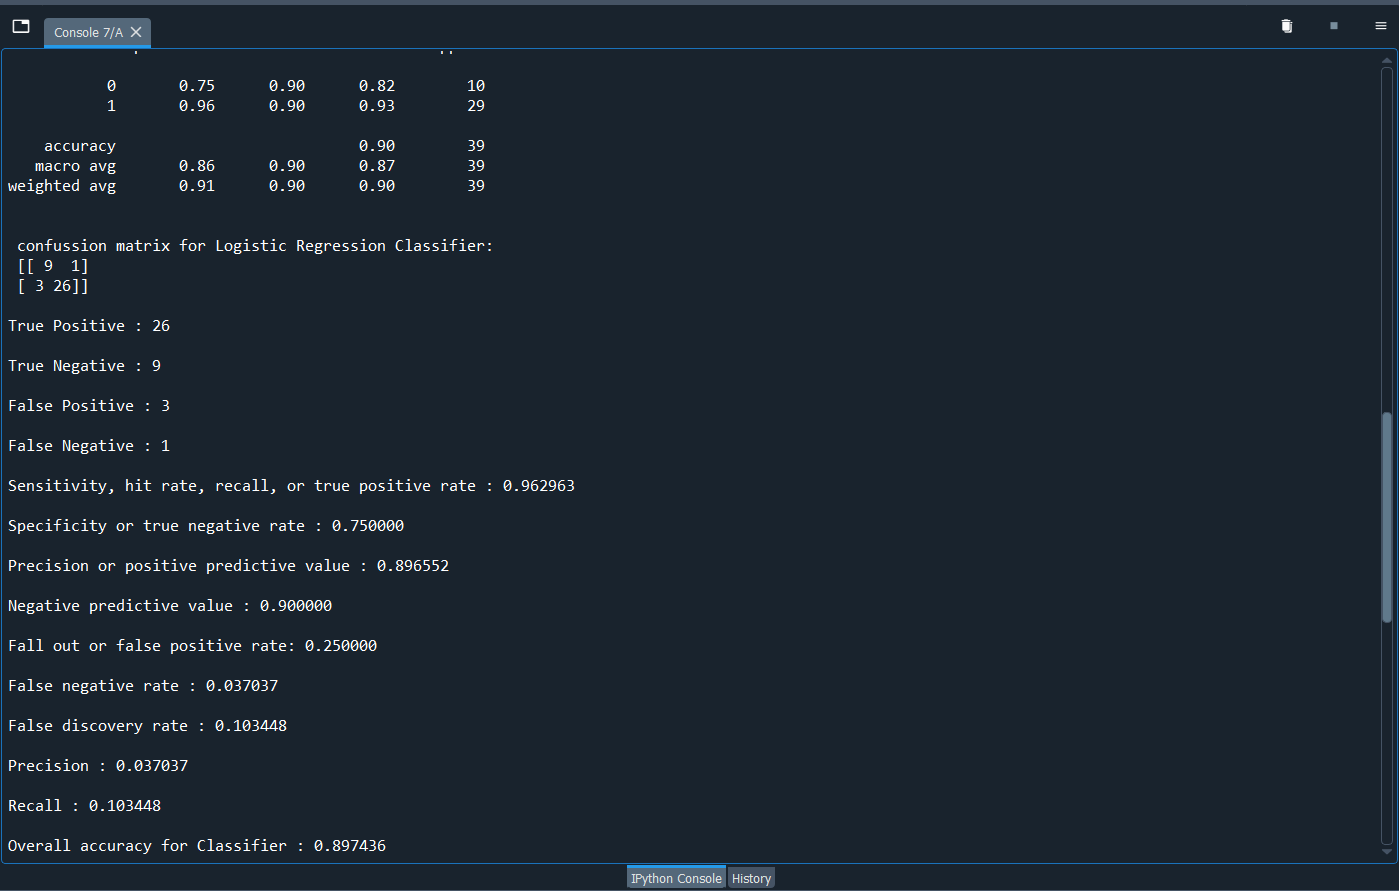 Console 7/A
0 0.75 0.90 0.82 10
1 0.96 0.90 0.93 29
accuracy 0.90 39
macro avg 0.86 0.90 0.87 39
weighted avg 0.91 0.90 0.90 39
confussion matrix for Logistic Regression Classifier:
[[ 9 1]
[ 3 26]]
True Positive : 26
True Negative : 9
False Positive : 3
False Negative : 1
Sensitivity, hit rate, recall, or true positive rate : 0.962963
Specificity or true negative rate : 0.750000
Precision or positive predictive value : 0.896552
Negative predictive value : 0.900000
Fall out or false positive rate: 0.250000
False negative rate : 0.037037
False discovery rate : 0.103448
Precision : 0.037037
Recall : 0.103448
Overall accuracy for Classifier : 0.897436
IPython Console History